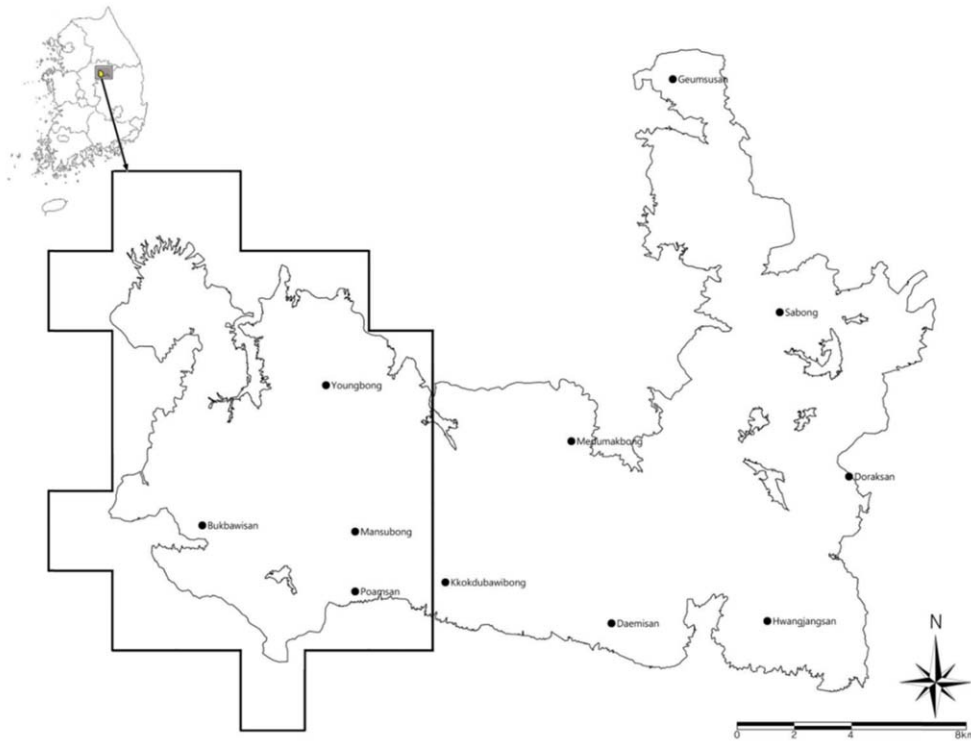 Geumsusan
Sabong
Youngbong
Medumakbong
Doraksan
Bukbawisan
Mansubong
Kkokdubawibong
Poamsan
Daemisan
Hwangjangsan
N
0 2 4 8km